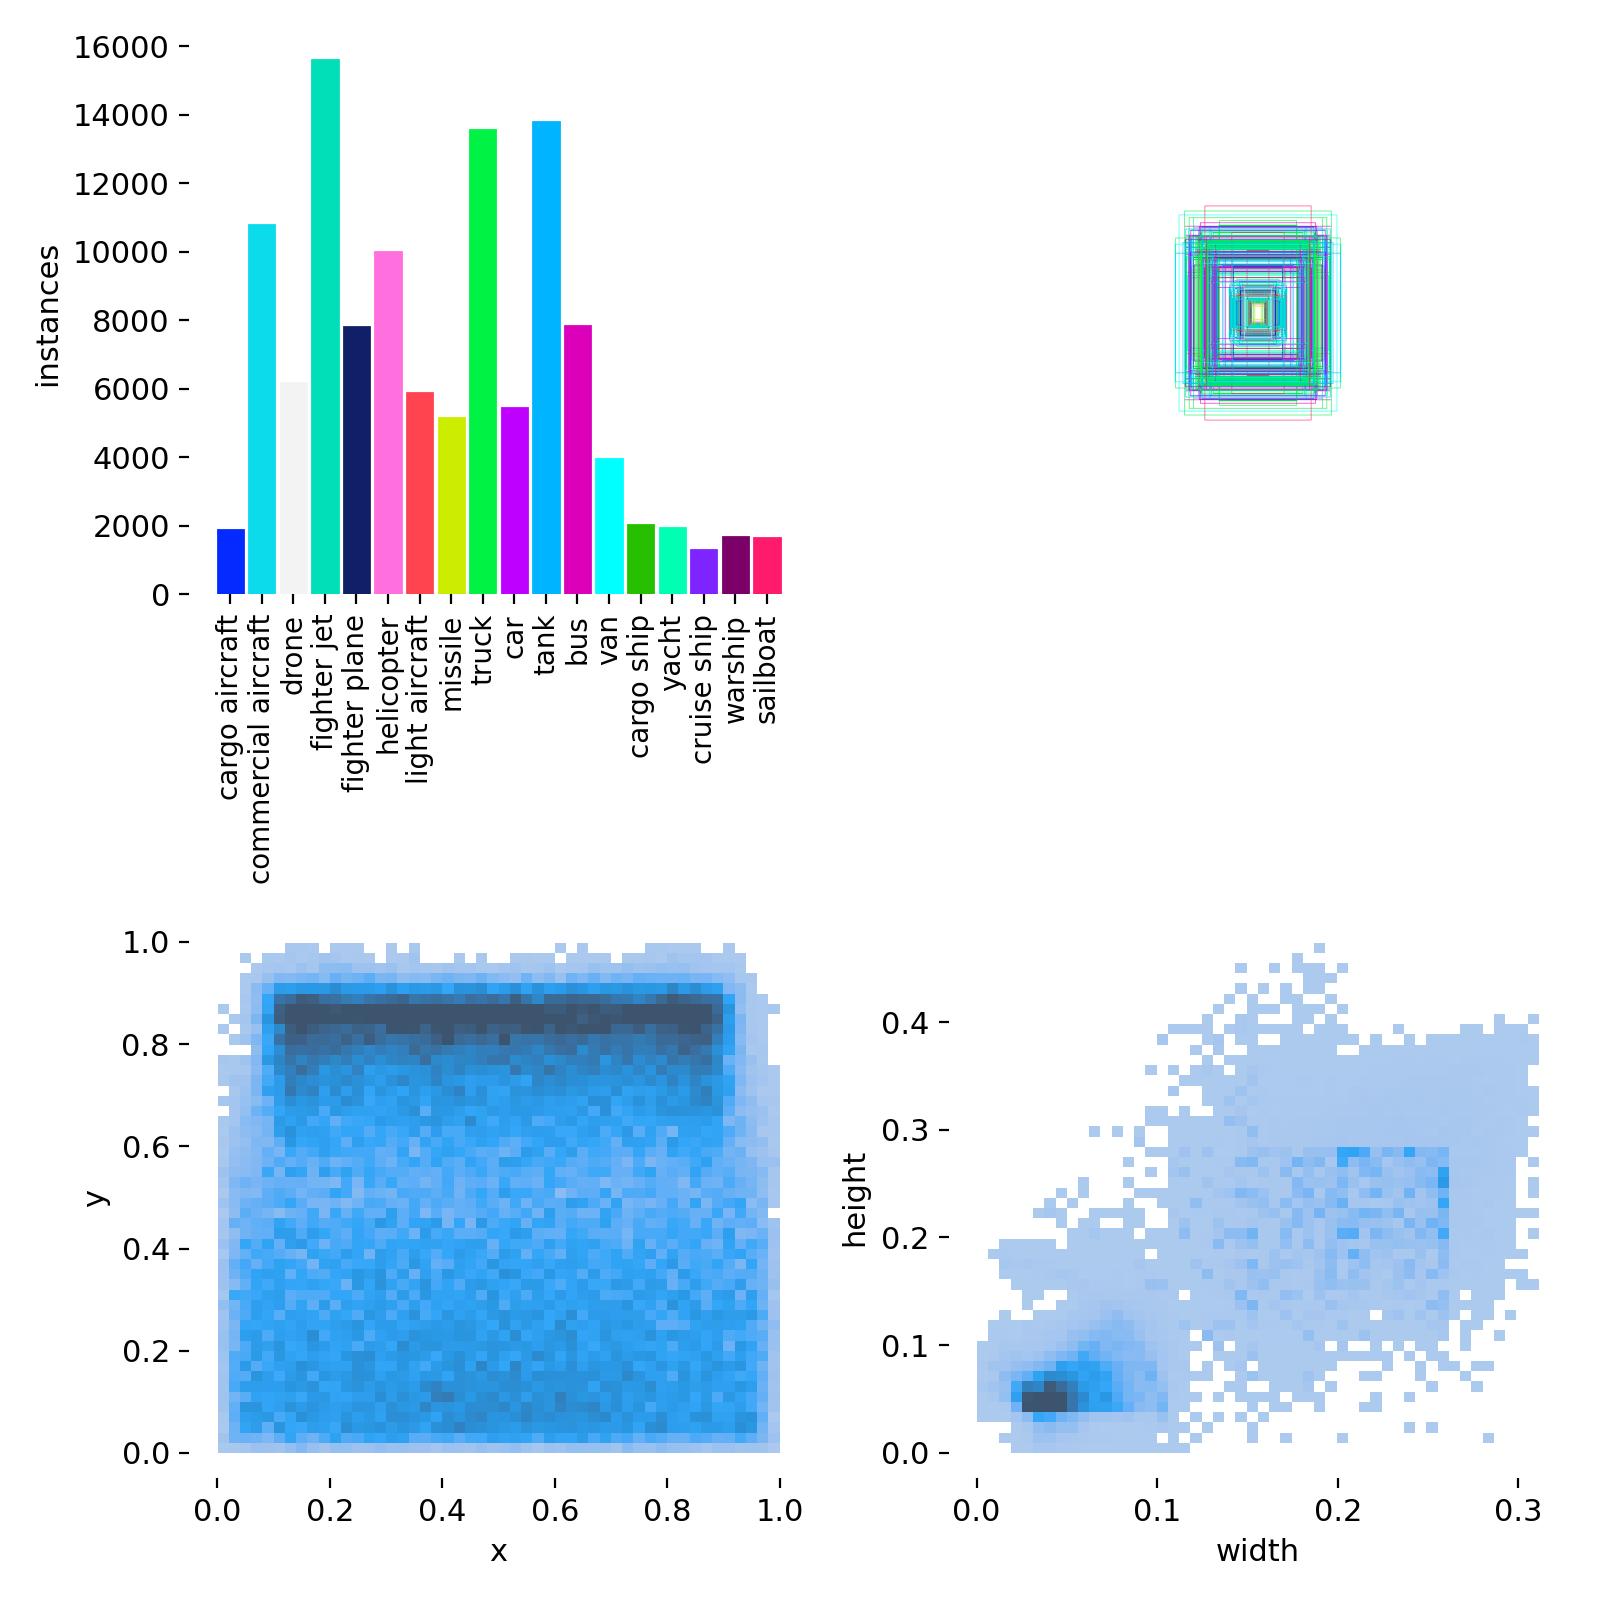 16000
14000
12000
10000
8000
6000
4000
2000
0
instances
cargo aircraft
commercial aircraft
drone
fighter jet
fighter plane
helicopter
light aircraft
missile
truck
car
tank
bus
van
cargo ship
yacht
cruise ship
warship
sailboat
1.0
0.8
0.6
0.4
0.2
0.0
y
0.0 0.2 0.4 0.6 0.8 1.0
x
0.4
0.3
0.2
0.1
0.0
height
0.0 0.1 0.2 0.3
width